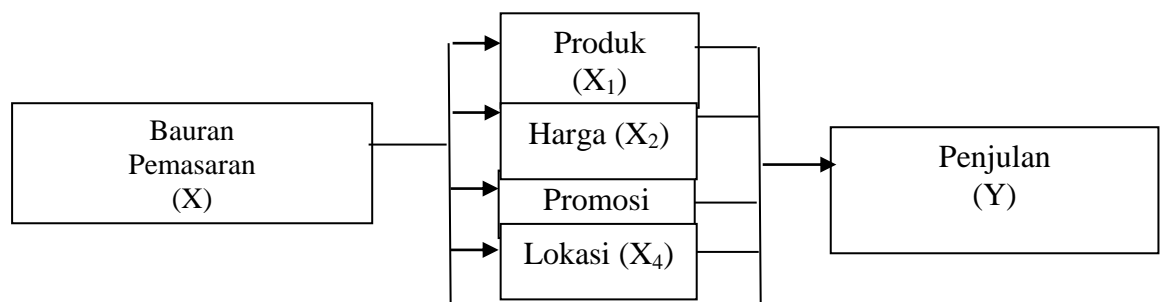 Bauran
Pemasaran
(X)
Produk
(X₁)
Harga (X₂)
Promosi
Lokasi (X₄)
Penjulan
(Y)